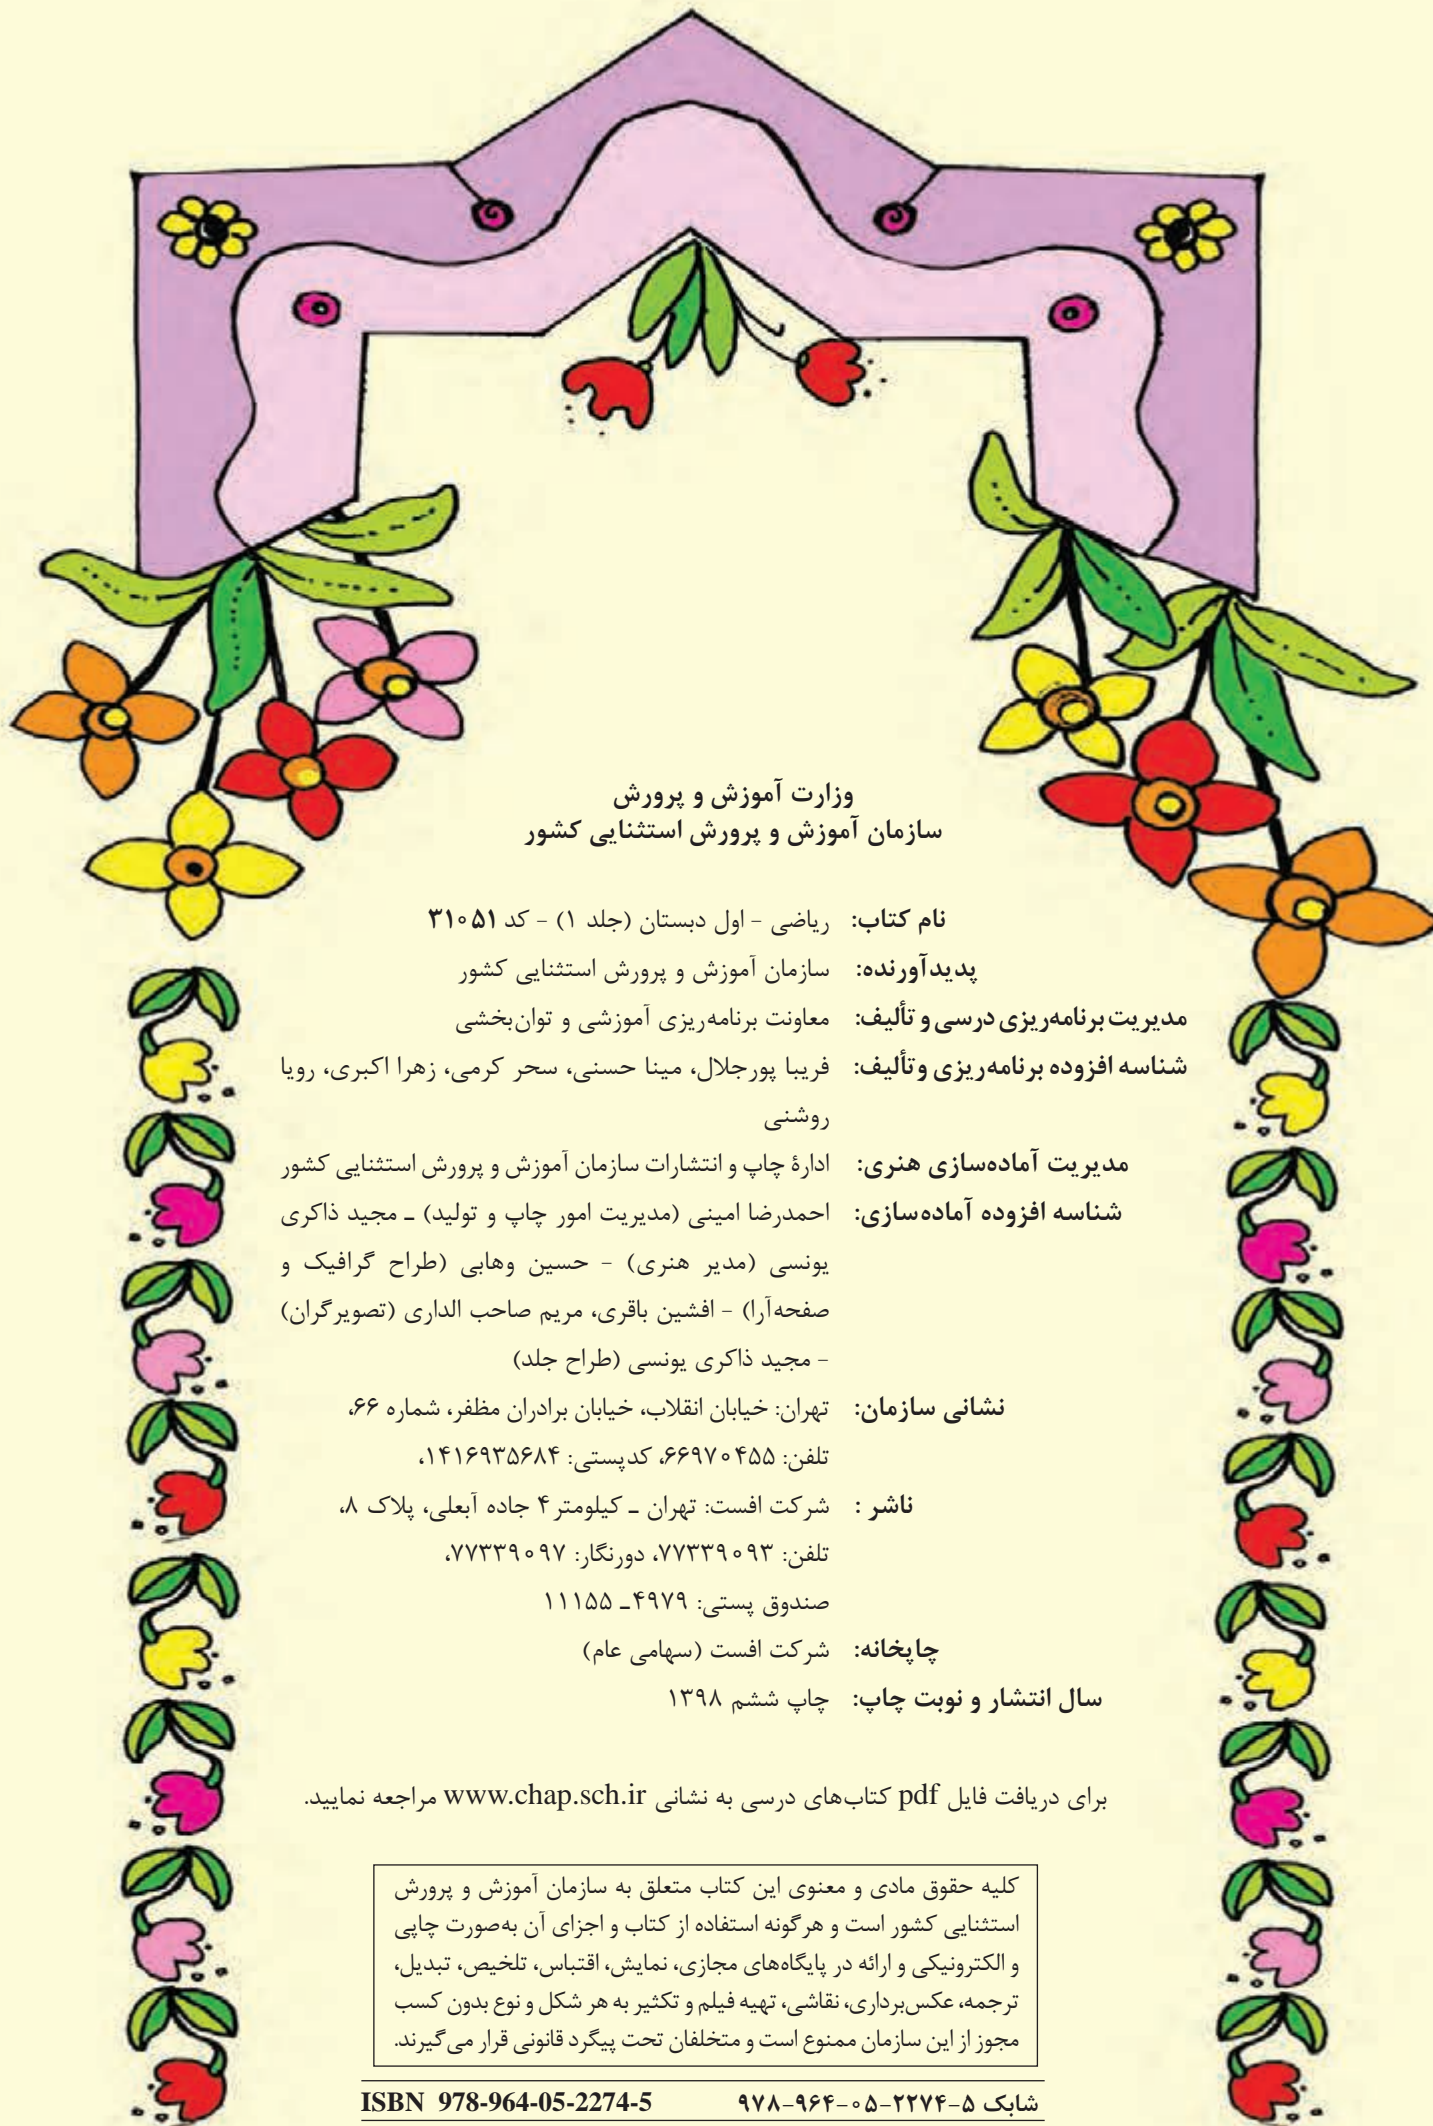 وزارت آموزش و پرورش
سازمان آموزش و پرورش استثنایی کشور
نام کتاب: ریاضی - اول دبستان (جلد ۱) - کد ۳۱۰۵۱
پدیدآورنده: سازمان آموزش و پرورش استثنایی کشور
مدیریت برنامه‌ریزی درسی و تألیف: معاونت برنامه‌ریزی آموزشی و توان‌بخشی
شناسه افزوده برنامه‌ریزی و تألیف: فریبا پورجلال، مینا حسنی، سحر کرمی، زهرا اکبری، رویا
روشنی
مدیریت آماده‌سازی هنری: ادارۀ چاپ و انتشارات سازمان آموزش و پرورش استثنایی کشور
شناسه افزوده آماده‌سازی: احمدرضا امینی (مدیریت امور چاپ و تولید) ـ مجید ذاکری
یونسی (مدیر هنری) - حسین وهابی (طراح گرافیک و
صفحه‌آرا) - افشین باقری، مریم صاحب الداری (تصویرگران)
- مجید ذاکری یونسی (طراح جلد)
نشانی سازمان: تهران: خیابان انقلاب، خیابان برادران مظفر، شماره ۶۶،
تلفن: ۶۶۹۷۰۴۵۵، کدپستی: ۱۴۱۶۹۳۵۶۸۴،
ناشر : شرکت افست: تهران ـ کیلومتر ۴ جاده آبعلی، پلاک ۸،
تلفن: ۷۷۳۳۹۰۹۳، دورنگار: ۷۷۳۳۹۰۹۷،
صندوق پستی: ۴۹۷۹ـ ۱۱۱۵۵
چاپخانه: شرکت افست (سهامی عام)
سال انتشار و نوبت چاپ: چاپ ششم ۱۳۹۸
برای دریافت فایل pdf کتاب‌های درسی به نشانی www.chap.sch.ir مراجعه نمایید.
کلیه حقوق مادی و معنوی این کتاب متعلق به سازمان آموزش و پرورش
استثنایی کشور است و هرگونه استفاده از کتاب و اجزای آن به‌صورت چاپی
و الکترونیکی و ارائه در پایگاه‌های مجازی، نمایش، اقتباس، تلخیص، تبدیل،
ترجمه، عکس‌برداری، نقاشی، تهیه فیلم و تکثیر به هر شکل و نوع بدون کسب
مجوز از این سازمان ممنوع است و متخلفان تحت پیگرد قانونی قرار می‌گیرند.
شابک ۵-۲۲۷۴-۰۵-۹۶۴-۹۷۸ ISBN 978-964-05-2274-5